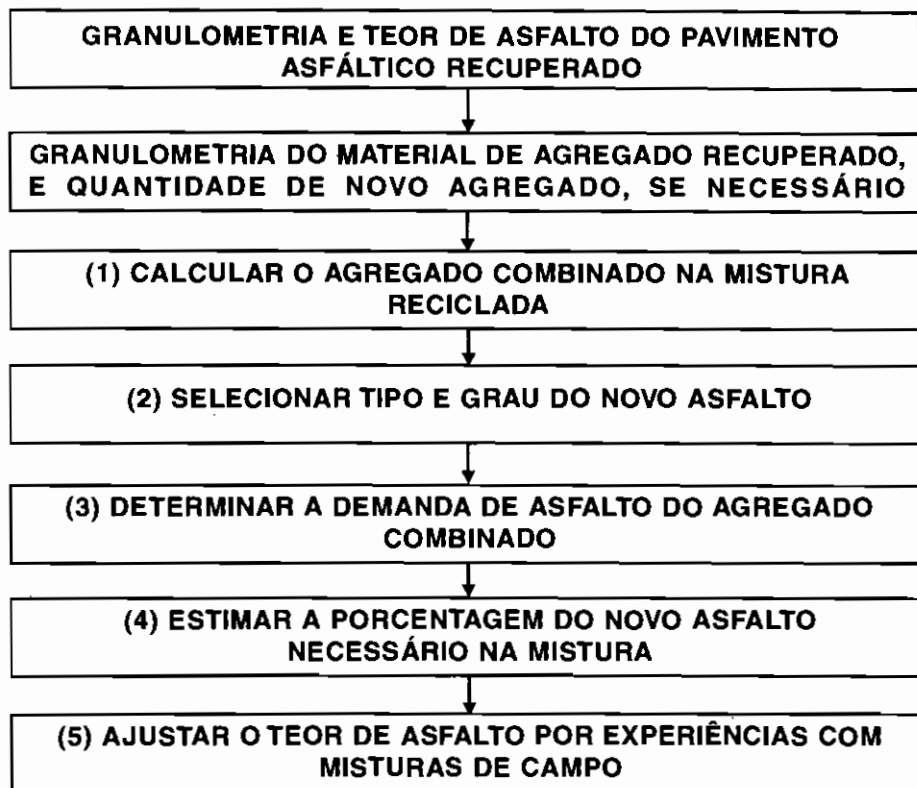 GRANULOMETRIA E TEOR DE ASFALTO DO PAVIMENTO
ASFÁLTICO RECUPERADO
GRANULOMETRIA DO MATERIAL DE AGREGADO RECUPERADO,
E QUANTIDADE DE NOVO AGREGADO, SE NECESSÁRIO
(1) CALCULAR O AGREGADO COMBINADO NA MISTURA
RECICLADA
(2) SELECIONAR TIPO E GRAU DO NOVO ASFALTO
(3) DETERMINAR A DEMANDA DE ASFALTO DO AGREGADO
COMBINADO
(4) ESTIMAR A PORCENTAGEM DO NOVO ASFALTO
NECESSÁRIO NA MISTURA
(5) AJUSTAR O TEOR DE ASFALTO POR EXPERIÊNCIAS COM
MISTURAS DE CAMPO